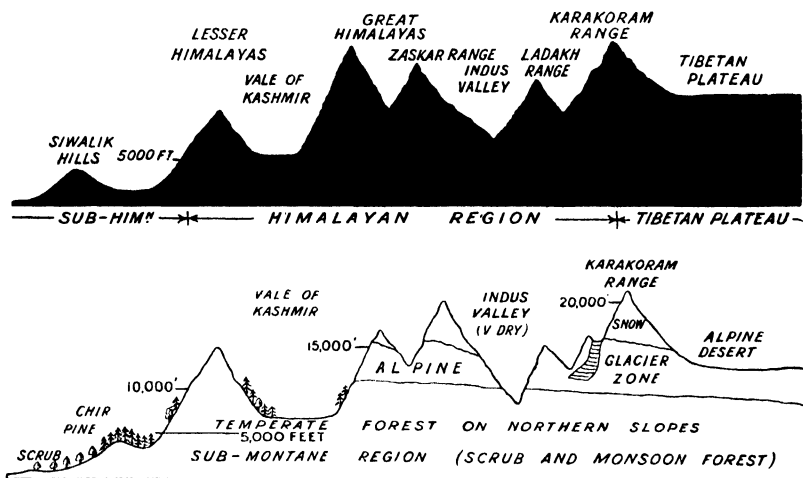 LESSER
HIMALAYAS
GREAT
HIMALAYAS
KARAKORAM
RANGE
ZASKAR RANGE
VALE OF
KASHMIR
INDUS
VALLEY
LADAKH
RANGE
TIBETAN
PLATEAU
SIWALIK
HILLS
5000 FT.
SUB-HIMN
HIMALAYAN REGION
TIBETAN PLATEAU
VALE OF
KASHMIR
INDUS
VALLEY
(V DRY)
KARAKORAM
RANGE
20,000'
SNOW
15,000'
ALPINE
GLACIER
ZONE
ALPINE
DESERT
10,000'
CHIR
PINE
SCRUB
TEMPERATE FOREST ON NORTHERN SLOPES
5,000 FEET
SUB-MONTANE REGION (SCRUB AND MONSOON FOREST)